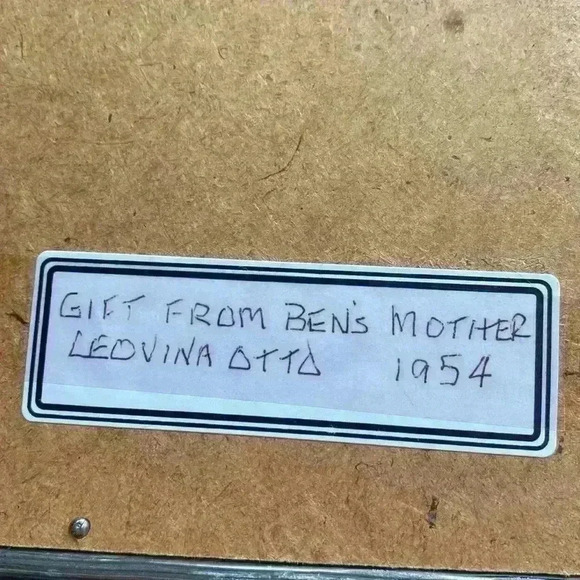 GIFT FROM BEN'S MOTHER
LEOVINA OTTO 1954